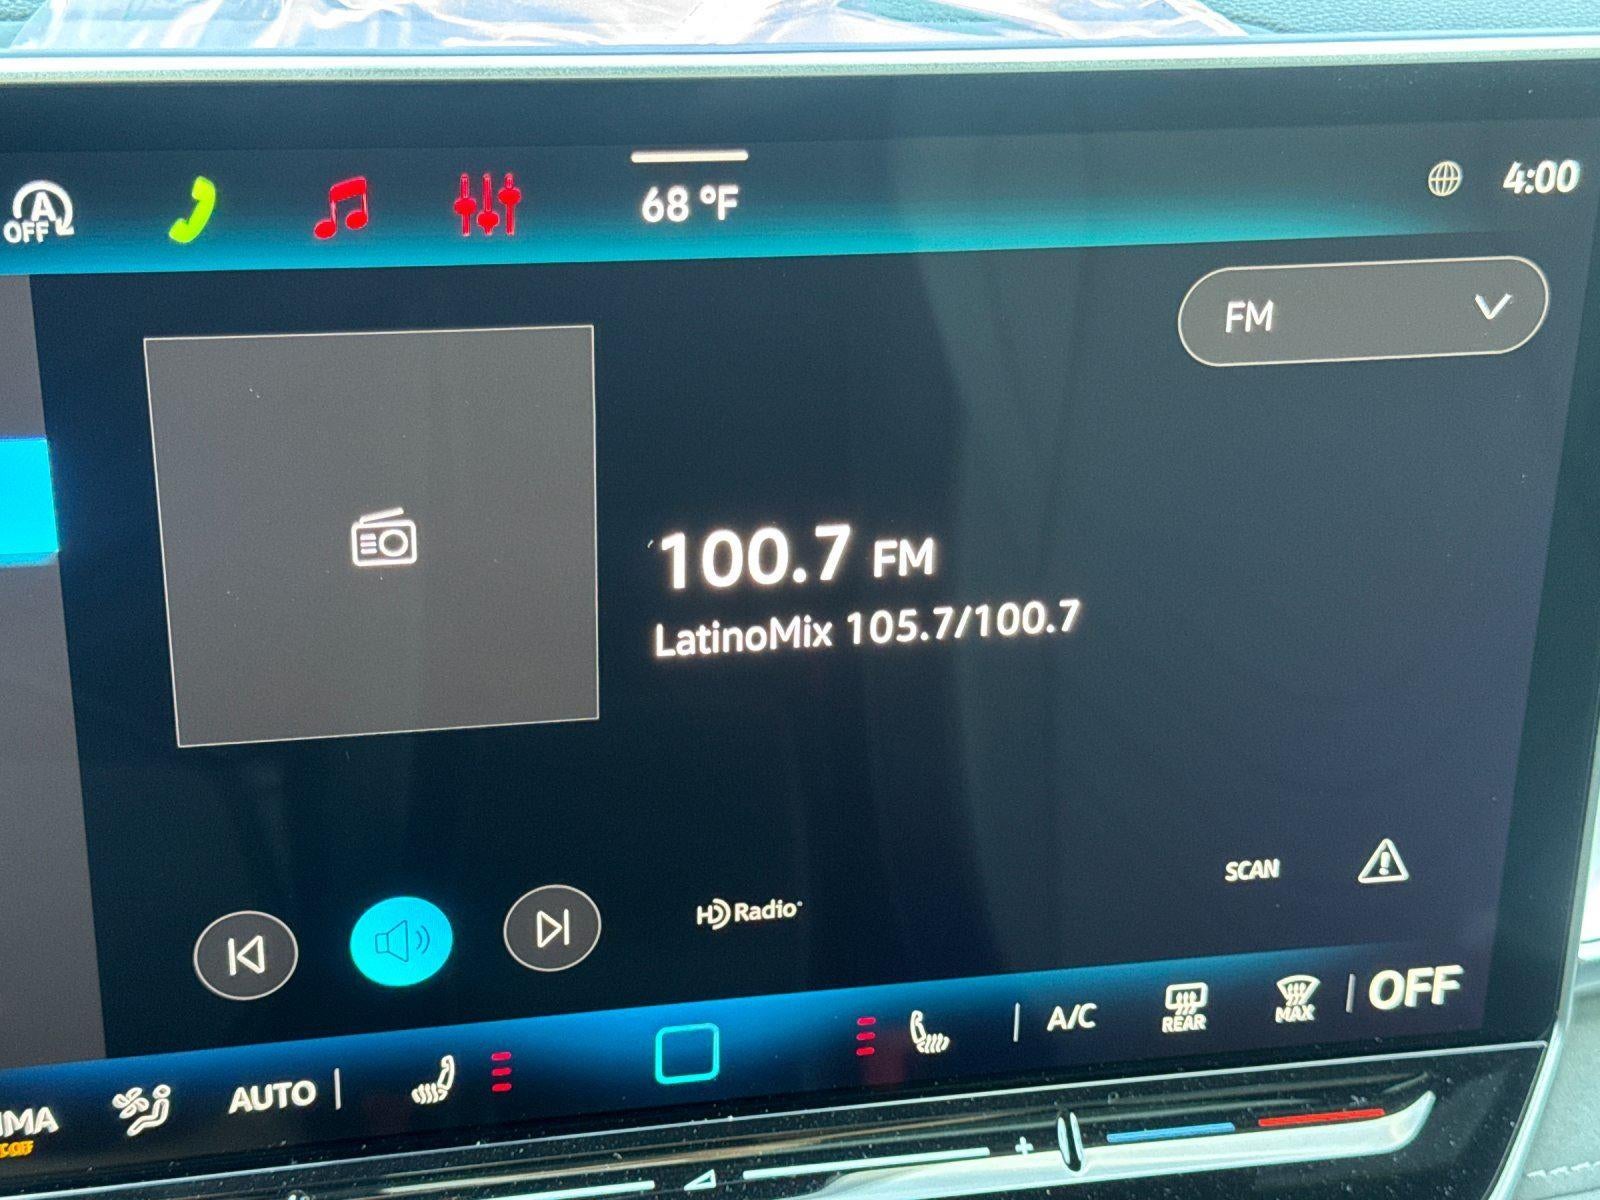 A
OFF
68 °F
4:00
FM
100.7 FM
LatinoMix 105.7/100.7
HD Radio
SCAN
AUTO
A/C
REAR
MAX
OFF